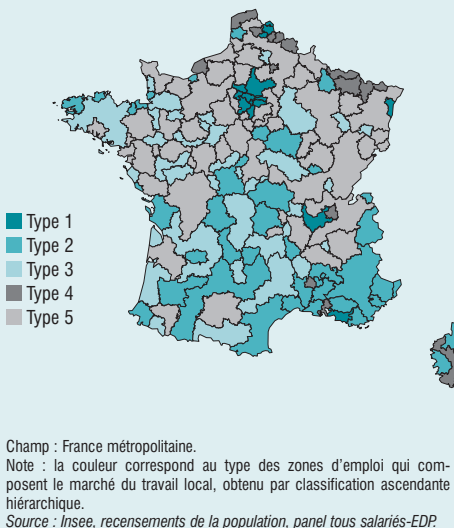 Type 1
Type 2
Type 3
Type 4
Type 5
Champ : France métropolitaine.
Note : la couleur correspond au type des zones d'emploi qui com-
posent le marché du travail local, obtenu par classification ascendante
hiérarchique.
Source : Insee, recensements de la population, panel tous salariés-EDP